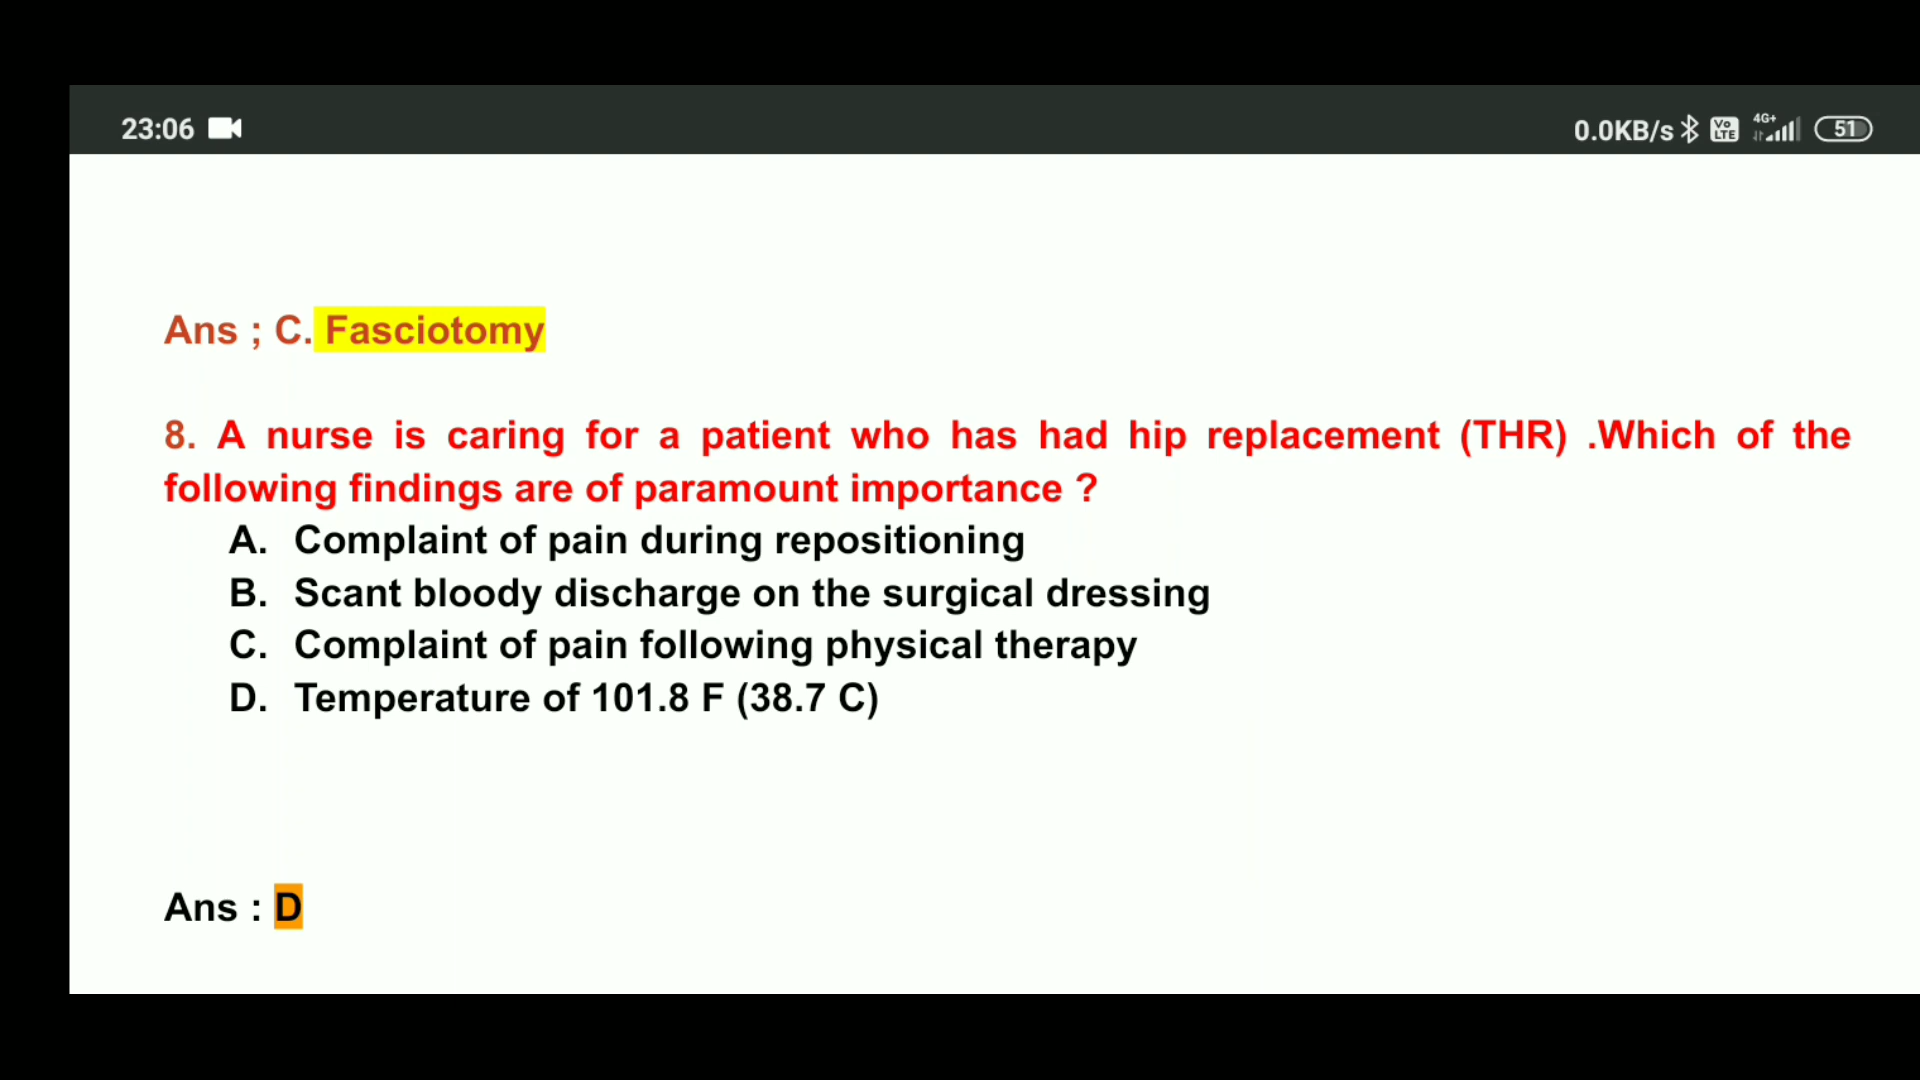 23:06 0.0KB/s Vo LTE 4G+ 51
Ans ; C. Fasciotomy
8. A nurse is caring for a patient who has had hip replacement (THR) .Which of the
following findings are of paramount importance ?
A. Complaint of pain during repositioning
B. Scant bloody discharge on the surgical dressing
C. Complaint of pain following physical therapy
D. Temperature of 101.8 F (38.7 C)
Ans : D